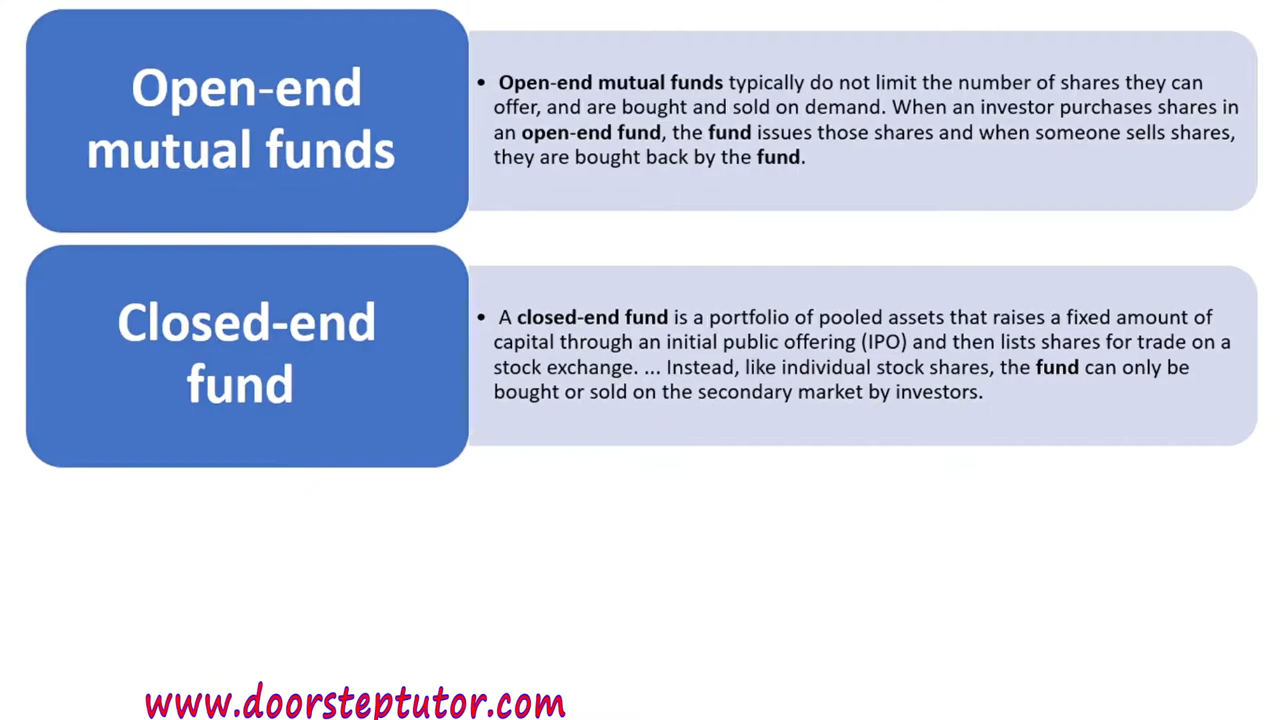 Open-end
mutual funds
• Open-end mutual funds typically do not limit the number of shares they can
offer, and are bought and sold on demand. When an investor purchases shares in
an open-end fund, the fund issues those shares and when someone sells shares,
they are bought back by the fund.
Closed-end
fund
• A closed-end fund is a portfolio of pooled assets that raises a fixed amount of
capital through an initial public offering (IPO) and then lists shares for trade on a
stock exchange. ... Instead, like individual stock shares, the fund can only be
bought or sold on the secondary market by investors.
www.doorsteptutor.com